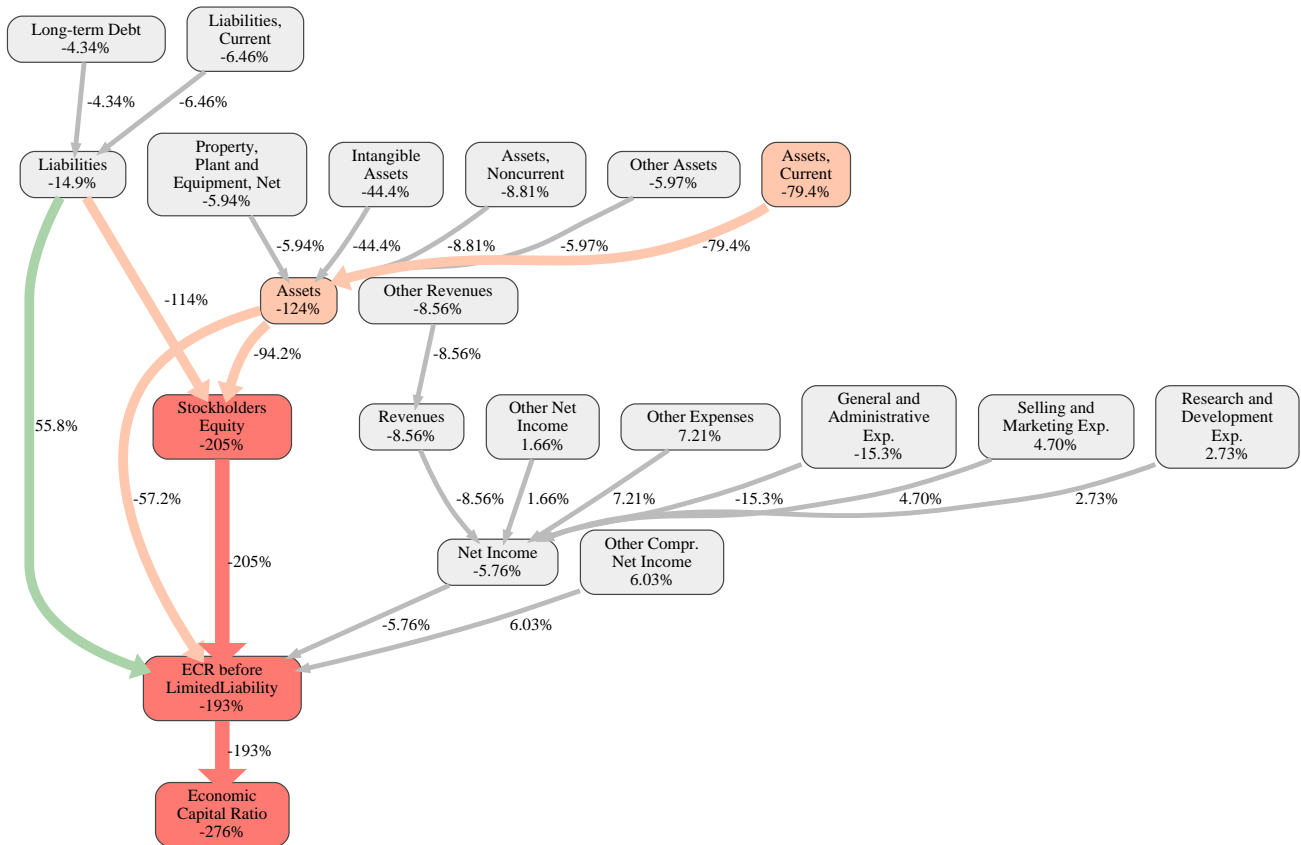 Long-term Debt
-4.34%
Liabilities,
Current
-6.46%
-4.34%
-6.46%
Liabilities
-14.9%
Property,
Plant and
Equipment, Net
-5.94%
Intangible
Assets
-44.4%
Assets,
Noncurrent
-8.81%
Other Assets
-5.97%
Assets,
Current
-79.4%
-5.94%
-44.4%
-8.81%
-5.97%
-79.4%
-114%
Assets
-124%
Other Revenues
-8.56%
-94.2%
-8.56%
55.8%
Stockholders
Equity
-205%
Revenues
-8.56%
Other Net
Income
1.66%
Other Expenses
7.21%
General and
Administrative
Exp.
-15.3%
Selling and
Marketing Exp.
4.70%
Research and
Development
Exp.
2.73%
-57.2%
-8.56%
1.66%
7.21%
-15.3%
4.70%
2.73%
-205%
Net Income
-5.76%
Other Compr.
Net Income
6.03%
-5.76%
6.03%
ECR before
LimitedLiability
-193%
-193%
Economic
Capital Ratio
-276%